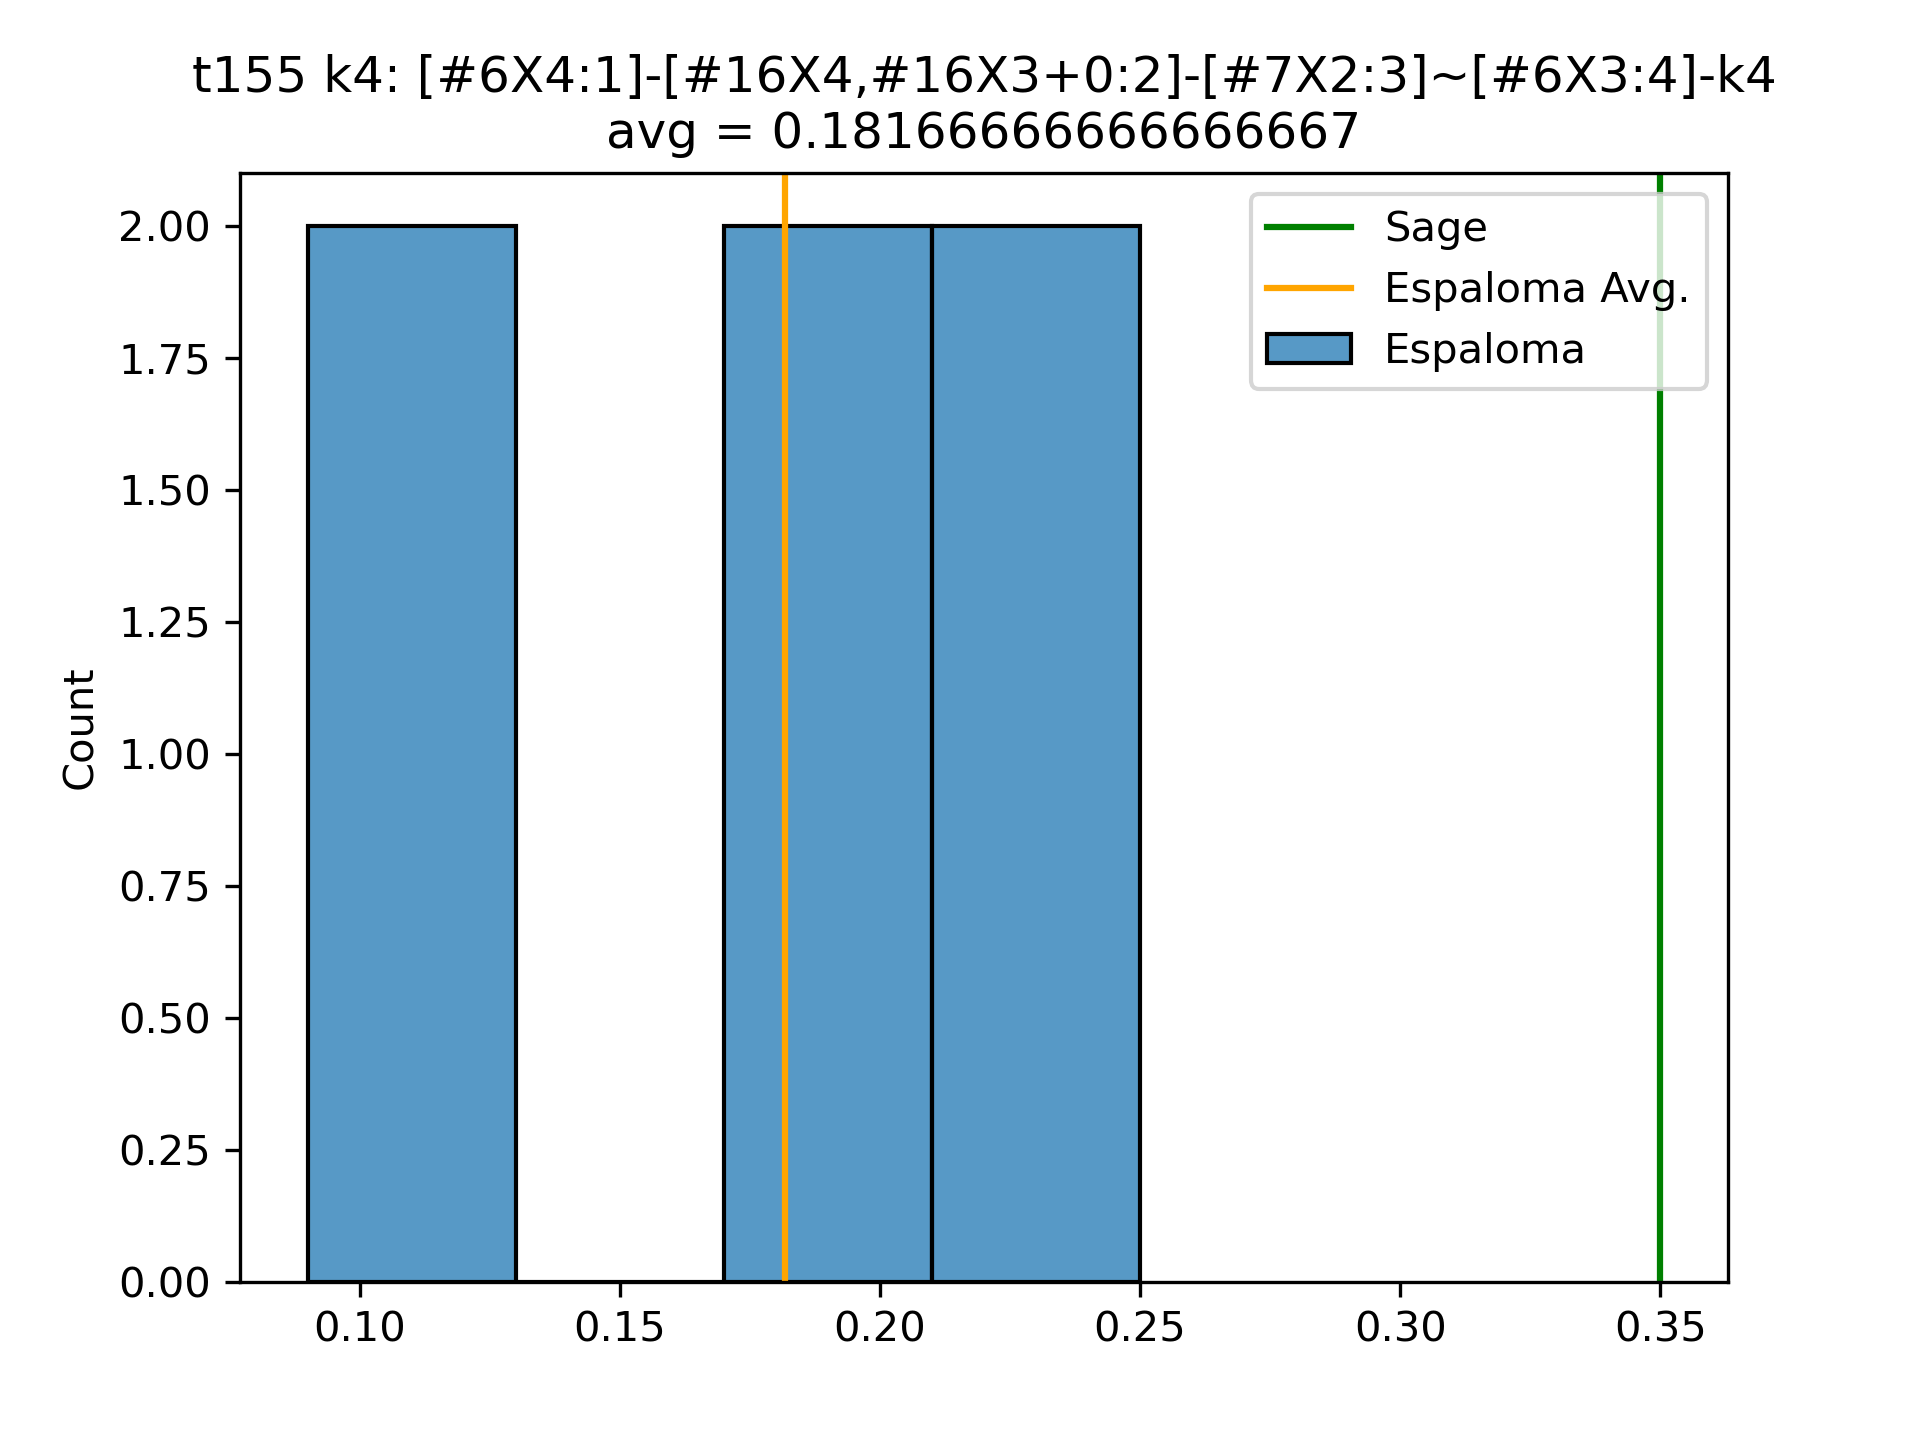 t155 k4: [#6X4:1]-[#16X4,#16X3+0:2]-[#7X2:3]~[#6X3:4]-k4
avg = 0.18166666666666667
Sage
Espaloma Avg.
Espaloma
2.00
1.75
1.50
1.25
1.00
0.75
0.50
0.25
0.00
Count
0.10 0.15 0.20 0.25 0.30 0.35